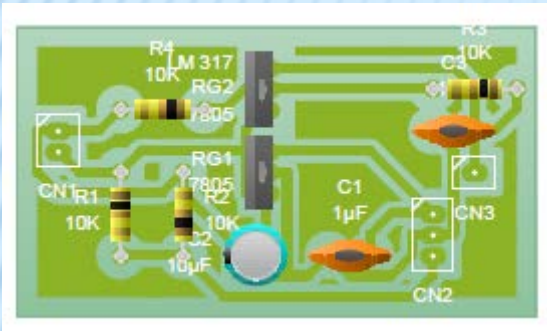 R3
10K
R4
10K
LM 317
RG2
7805
C3
RG1
7805
CN1
R1
10K
R2
10K
C2
10µF
C1
1µF
CN3
CN2